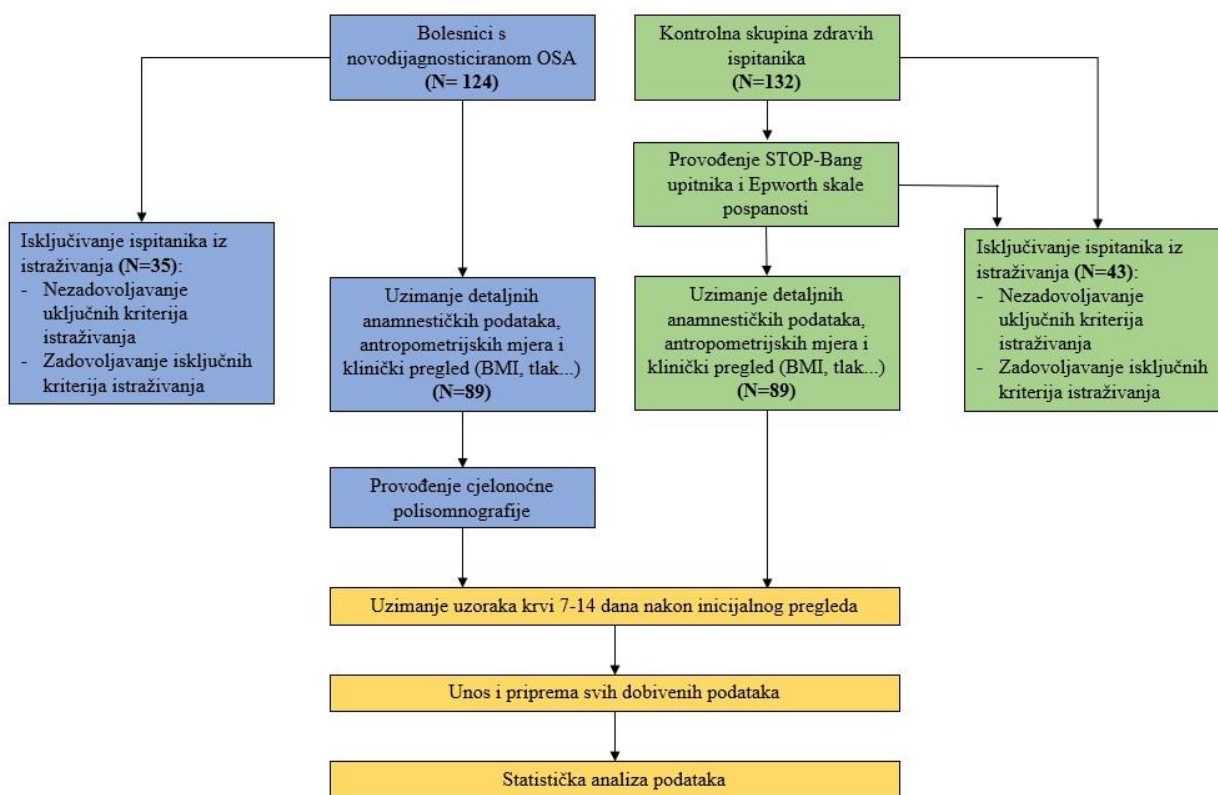 Bolesnici s
novodijagnosticiranom OSA
(N= 124)
Kontrolna skupina zdravih
ispitanika
(N=132)
Provođenje STOP-Bang
upitnika i Epworth skale
pospanosti
Isključivanje ispitanika iz
istraživanja (N=35):
- Nezadovoljavanje
uključnih kriterija
istraživanja
- Zadovoljavanje isključnih
kriterija istraživanja
Uzimanje detaljnih
anamnestičkih podataka,
antropometrijskih mjera i
klinički pregled (BMI, tlak...)
(N=89)
Uzimanje detaljnih
anamnestičkih podataka,
antropometrijskih mjera i
klinički pregled (BMI, tlak...)
(N=89)
Isključivanje ispitanika iz
istraživanja (N=43):
- Nezadovoljavanje
uključnih kriterija
istraživanja
- Zadovoljavanje isključnih
kriterija istraživanja
Provođenje cjelonoćne
polisomnografije
Uzimanje uzoraka krvi 7-14 dana nakon inicijalnog pregleda
Unos i priprema svih dobivenih podataka
Statistička analiza podataka